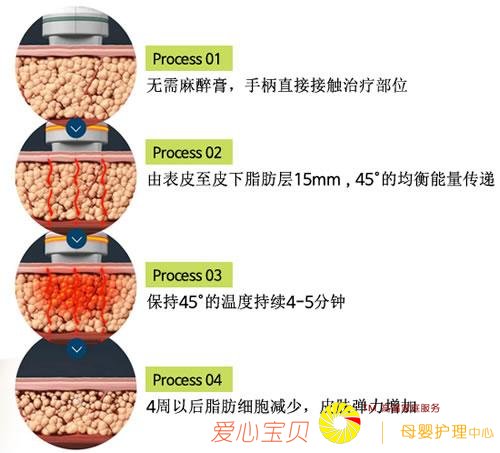 Process 01
无需麻醉膏，手柄直接接触治疗部位
Process 02
由表皮至皮下脂肪层15mm，45°的均衡能量传递
Process 03
保持45°的温度持续4-5分钟
Process 04
4周以后脂肪细胞减少，皮肤弹力增加
服务
爱心宝贝
母婴护理中心